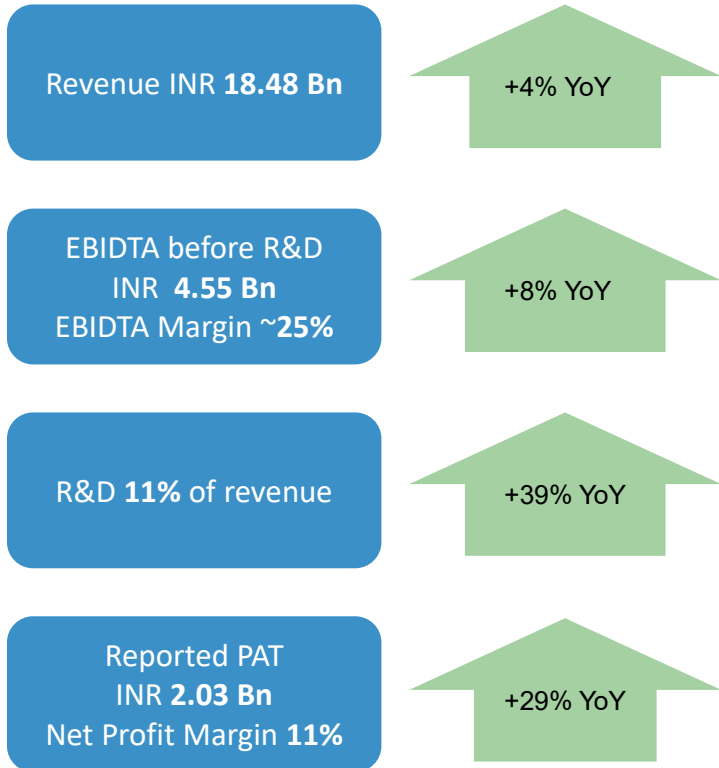 Revenue INR 18.48 Bn
+4% YoY
EBIDTA before R&D
INR 4.55 Bn
EBIDTA Margin ~25%
+8% YoY
R&D 11% of revenue
+39% YoY
Reported PAT
INR 2.03 Bn
Net Profit Margin 11%
+29% YoY